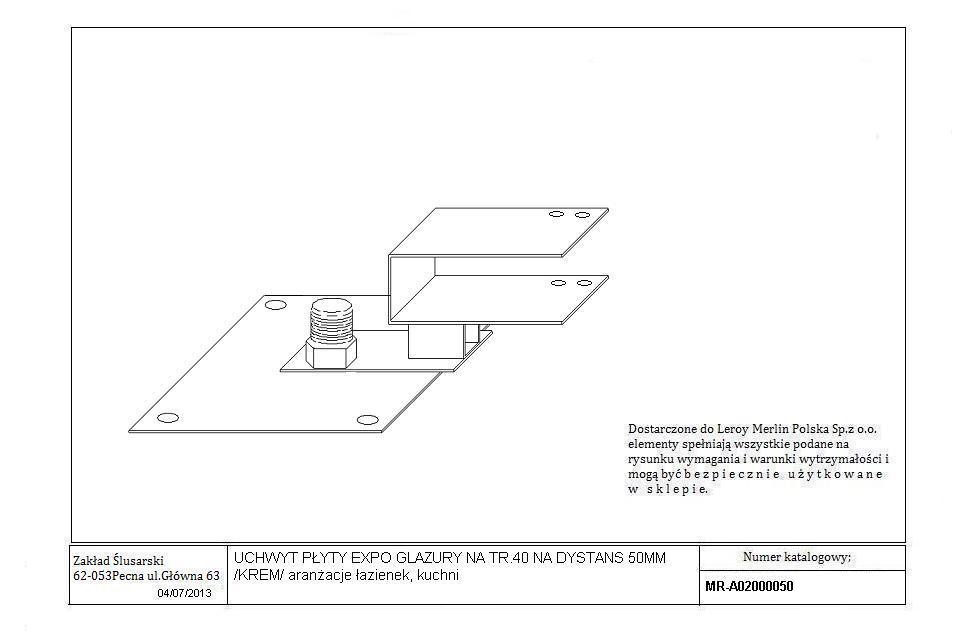 Dostarczone do Leroy Merlin Polska Sp.z o.o.
elementy spełniają wszystkie podane na
rysunku wymagania i warunki wytrzymałości i
mogą być b e z p i e c z n i e u ż y t k o w a n e
w s k l e p i e.
Zakład Ślusarski
62-053Pecna ul.Główna 63
04/07/2013
UCHWYT PŁYTY EXPO GLAZURY NA TR 40 NA DYSTANS 50MM
/KREM/ aranżacje łazienek, kuchni
Numer katalogowy;
MR-A02000050